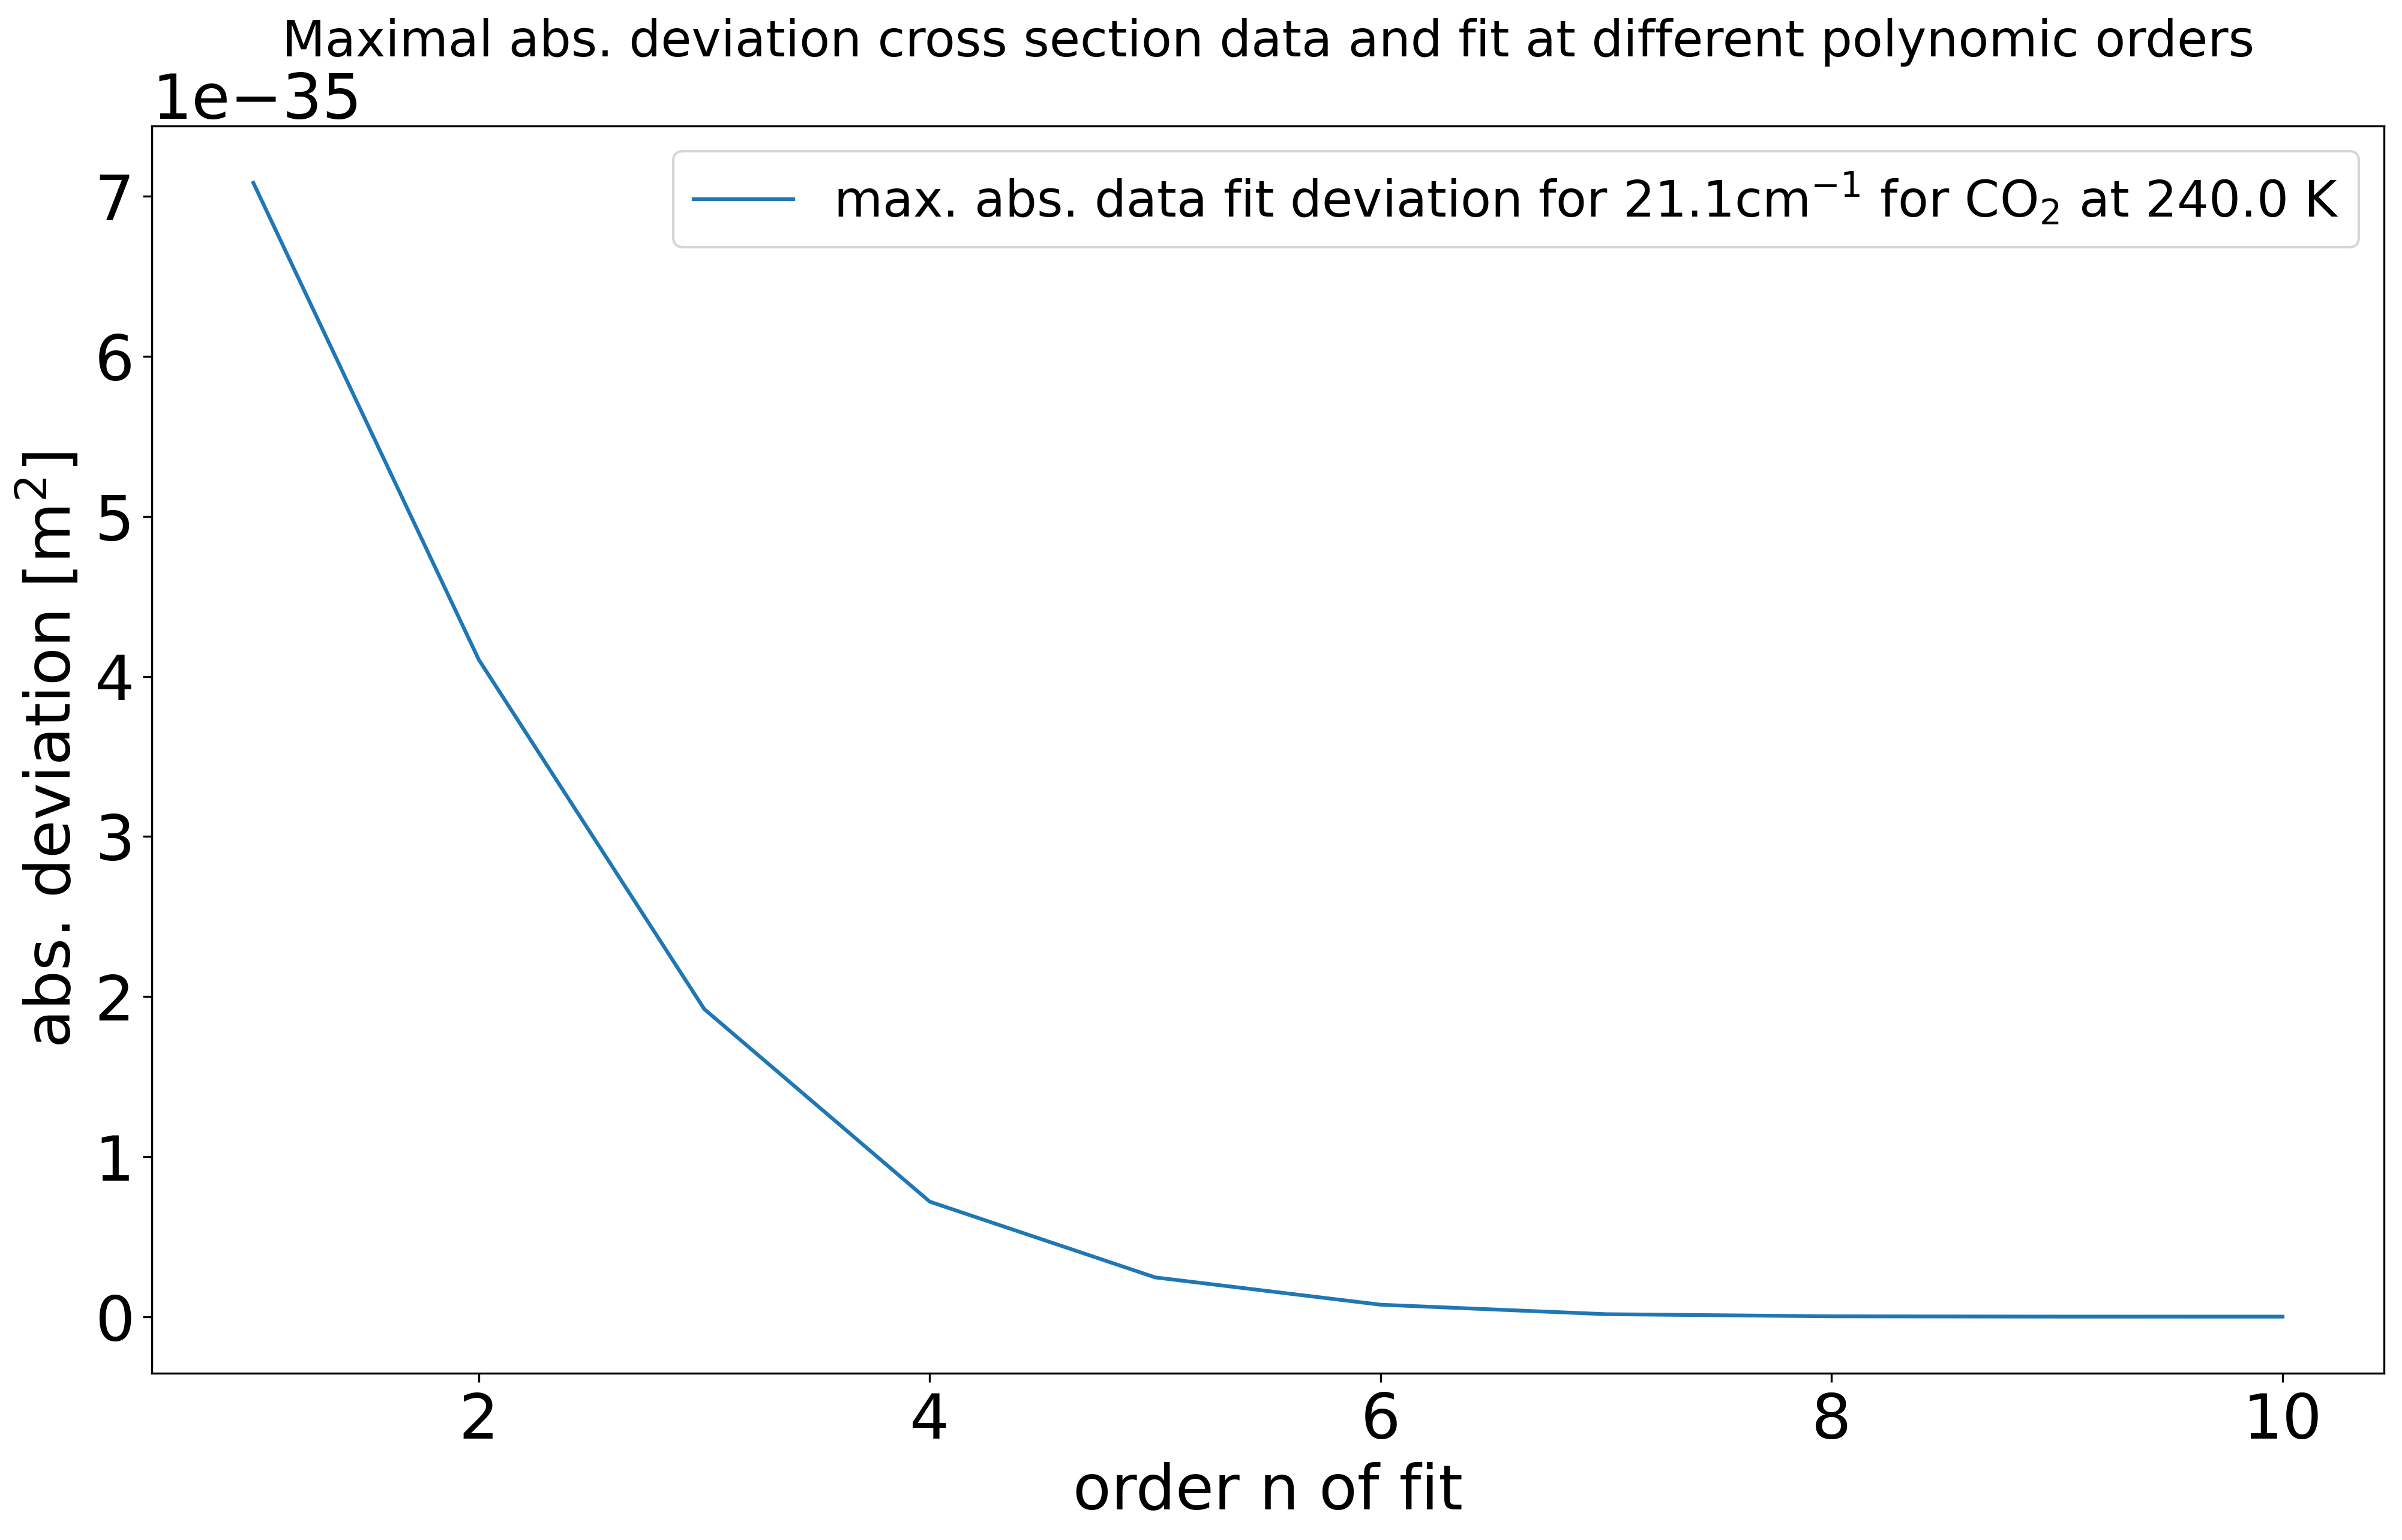 Maximal abs. deviation cross section data and fit at different polynomic orders
1e−35
max. abs. data fit deviation for 21.1cm⁻¹ for CO₂ at 240.0 K
abs. deviation [m²]
7
6
5
4
3
2
1
0
2 4 6 8 10
order n of fit